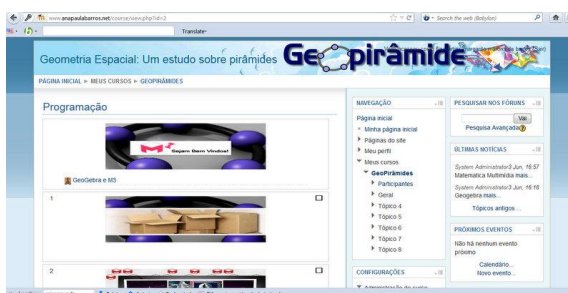 www.anapaulabarros.net/course/view.php?id=2
Search the web (Babylon)
Translate
Geometria Espacial: Um estudo sobre pirâmides
Geopirâmide
PÁGINA INICIAL ► MEUS CURSOS ► GEOPIRÂMIDES
Programação
Sejam Bem Vindos!
GeoGebra e M3
1
2
NAVEGAÇÃO
Página inicial
Minha página inicial
Páginas do site
Meu perfil
Meus cursos
GeoPirâmides
Participantes
Geral
Tópico 4
Tópico 5
Tópico 6
Tópico 7
Tópico 8
CONFIGURAÇÕES
PESQUISAR NOS FÓRUNS
Vai
Pesquisa Avançada
ÚLTIMAS NOTÍCIAS
System Administrator3 Jun, 16:57
Matematica Multimídia mais...
System Administrator3 Jun, 16:16
Geogebra mais...
Tópicos antigos ...
PRÓXIMOS EVENTOS
Não há nenhum evento
próximo
Calendário...
Novo evento...